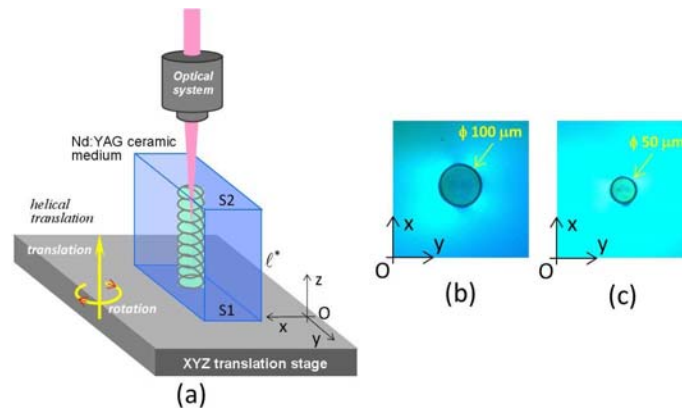 Optical
system
Nd:YAG ceramic
medium
S2
helical
translation
translation
rotation
ℓ*
S1
z
O
x
y
XYZ translation stage
(a)
ϕ 100 μm
x
O
y
(b)
ϕ 50 μm
x
O
y
(c)